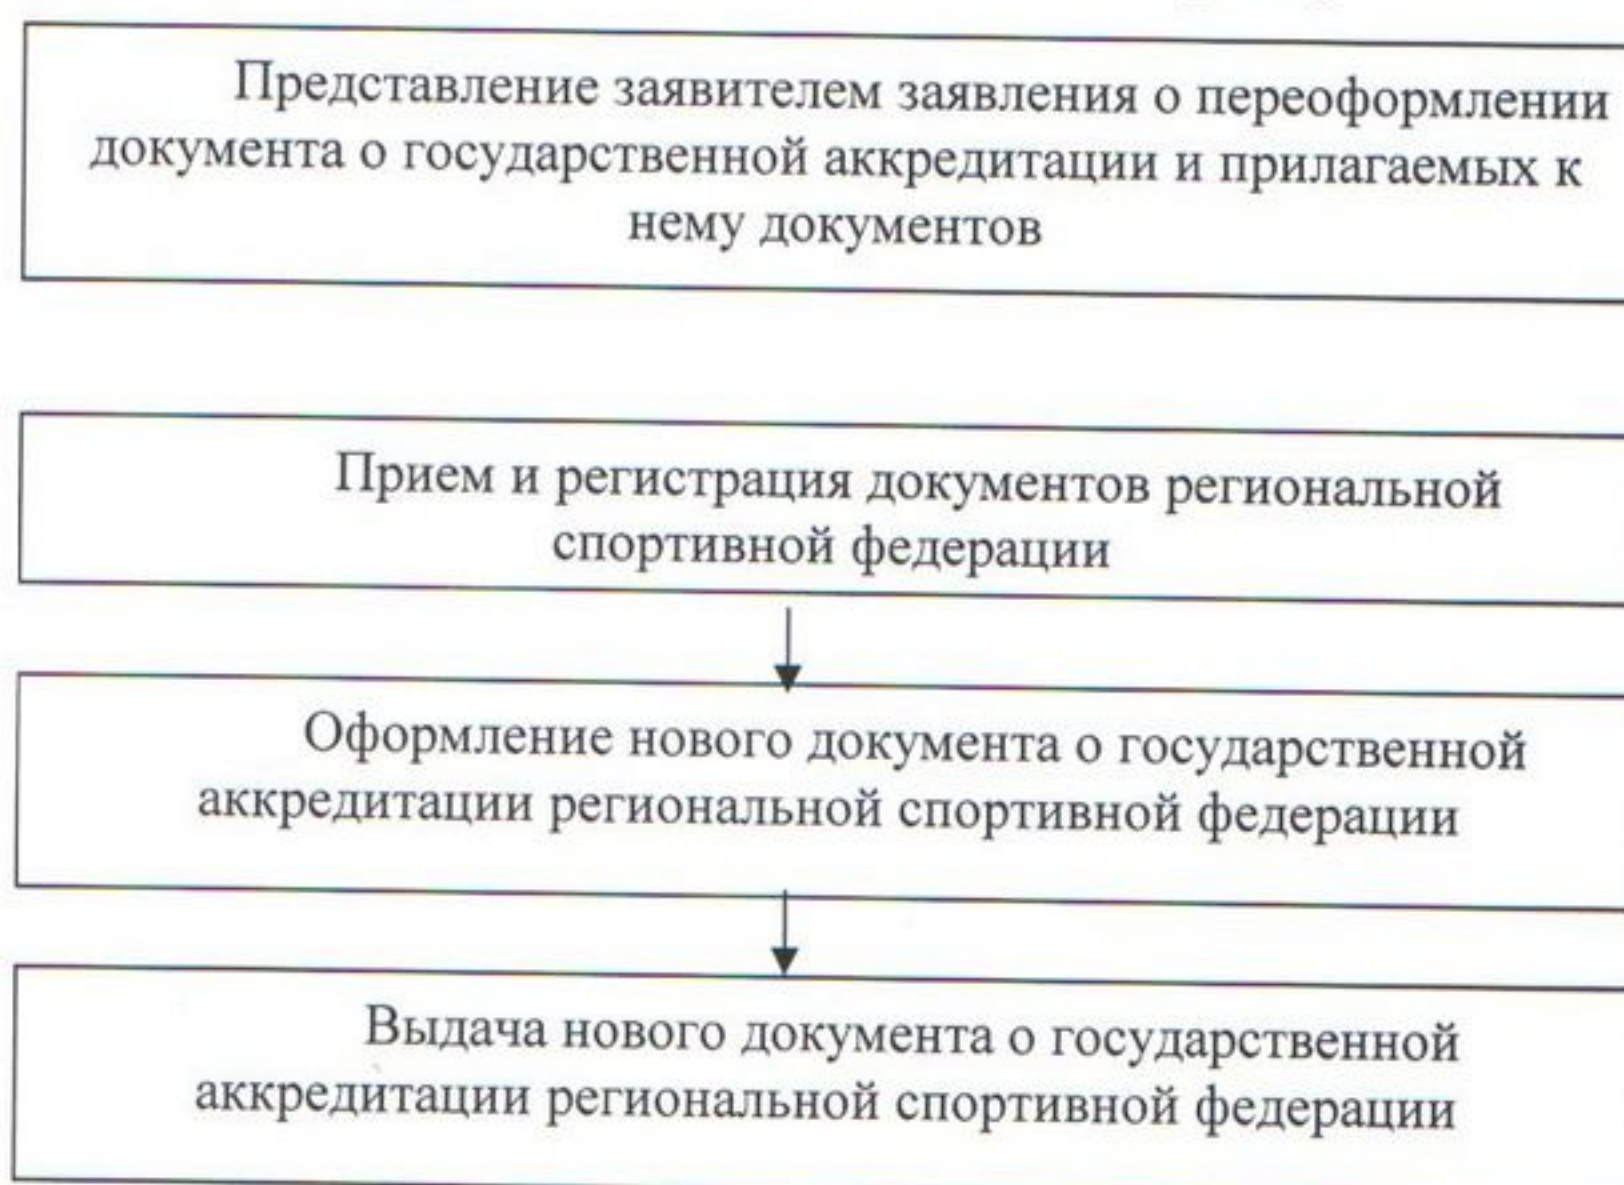 Представление заявителем заявления о переоформлении
документа о государственной аккредитации и прилагаемых к
нему документов
Прием и регистрация документов региональной
спортивной федерации
Оформление нового документа о государственной
аккредитации региональной спортивной федерации
Выдача нового документа о государственной
аккредитации региональной спортивной федерации